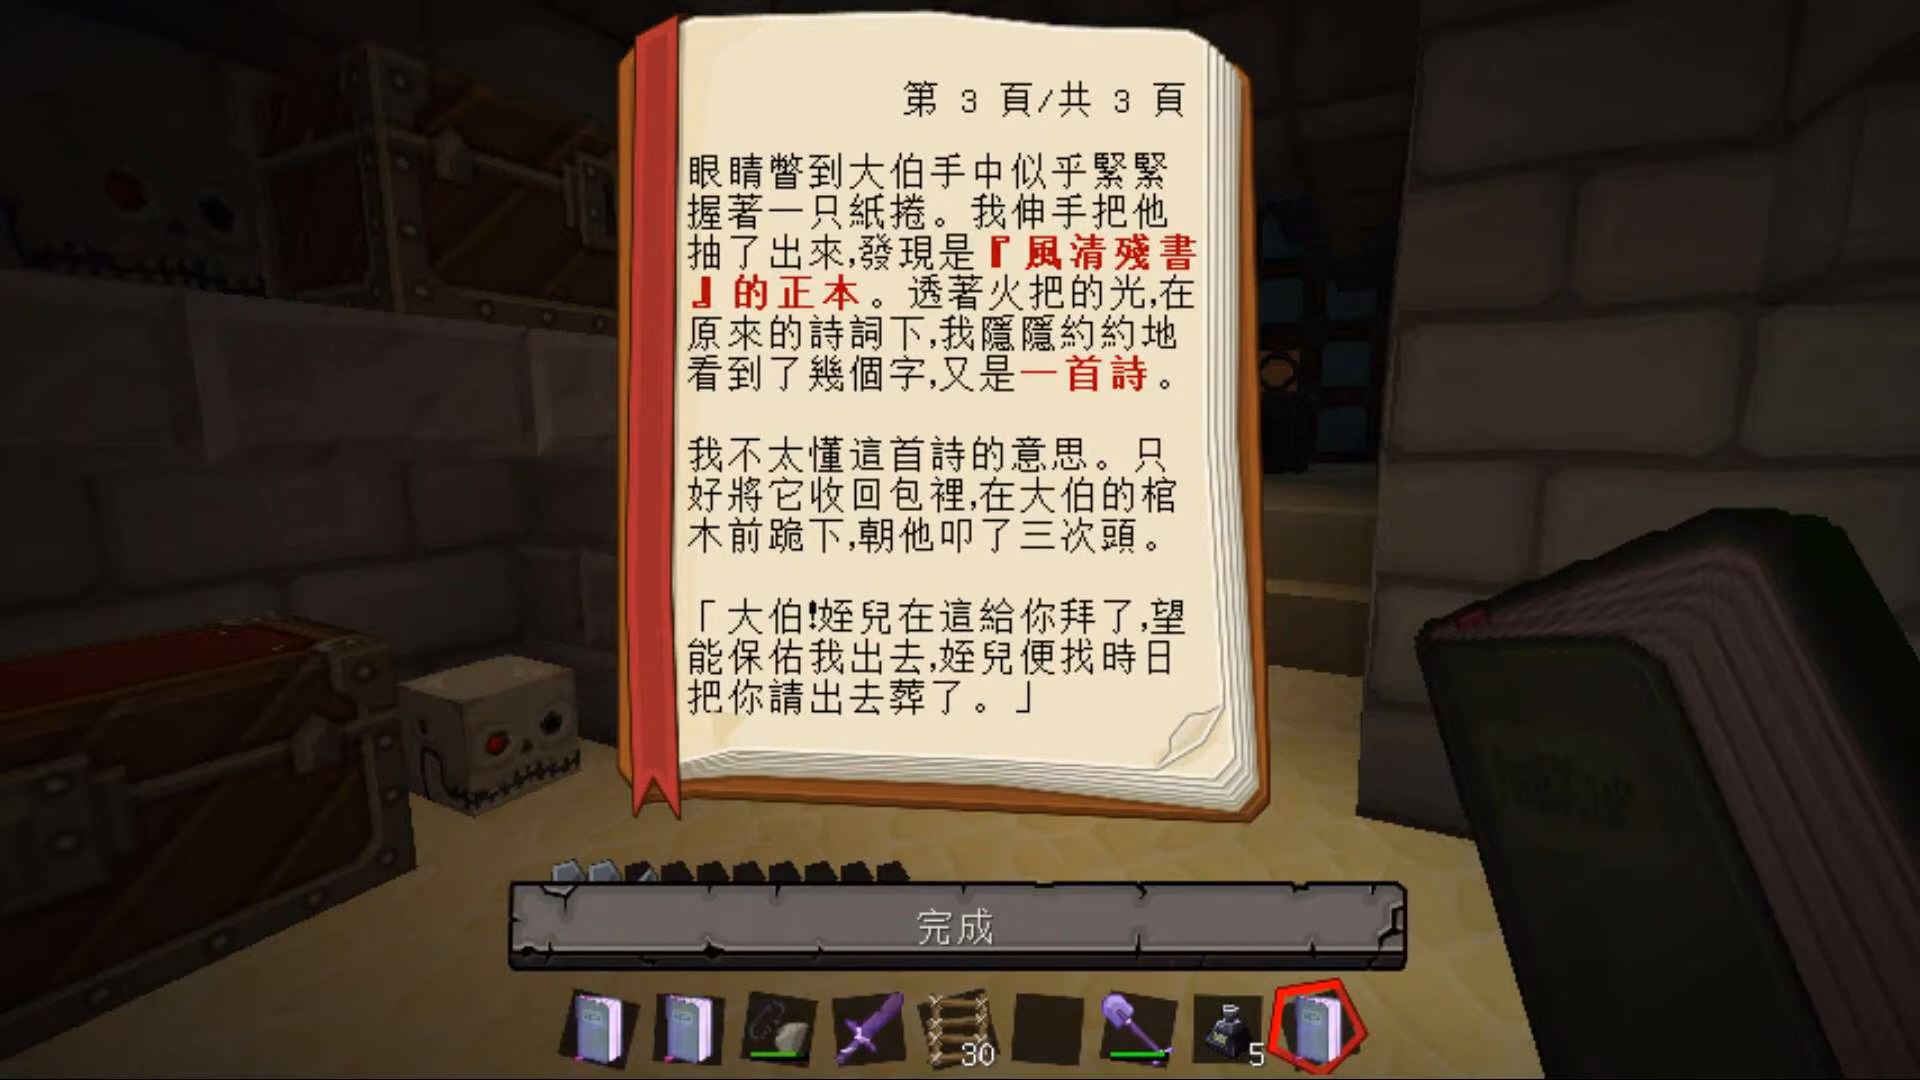 第 3 頁/共 3 頁
眼睛瞥到大伯手中似乎緊緊
握著一只紙捲。我伸手把他
抽了出來,發現是『風清殘書
』的正本。透著火把的光,在
原來的詩詞下,我隱隱約約地
看到了幾個字,又是一首詩。
我不太懂這首詩的意思。只
好將它收回包裡,在大伯的棺
木前跪下,朝他叩了三次頭。
「大伯!姪兒在這給你拜了,望
能保佑我出去,姪兒便找時日
把你請出去葬了。」
完成
30
5